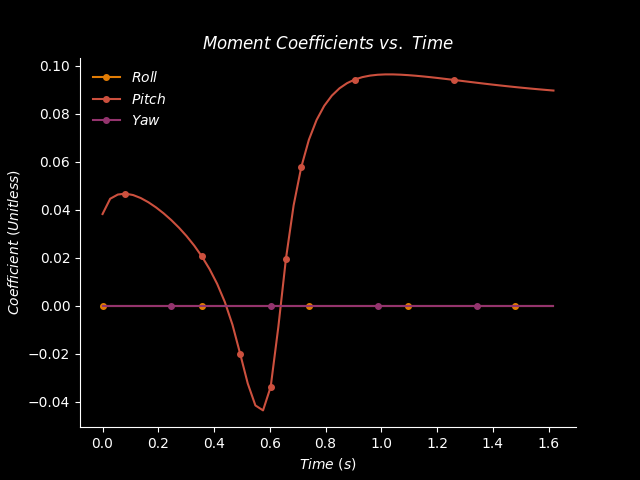 Moment Coefficients vs. Time
Roll
Pitch
Yaw
Coefficient (Unitless)
0.10
0.08
0.06
0.04
0.02
0.00
−0.02
−0.04
0.0 0.2 0.4 0.6 0.8 1.0 1.2 1.4 1.6
Time (s)